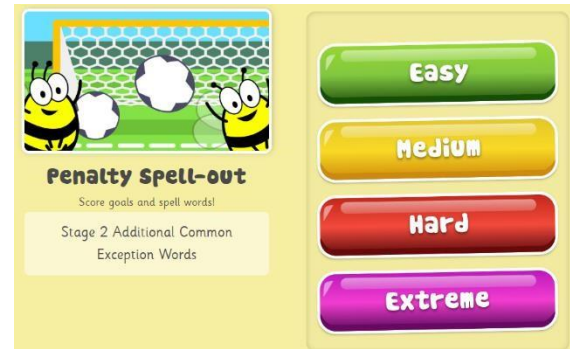 Penalty Spell-out
Score goals and spell words!
Stage 2 Additional Common
Exception Words
Easy
Medium
Hard
Extreme